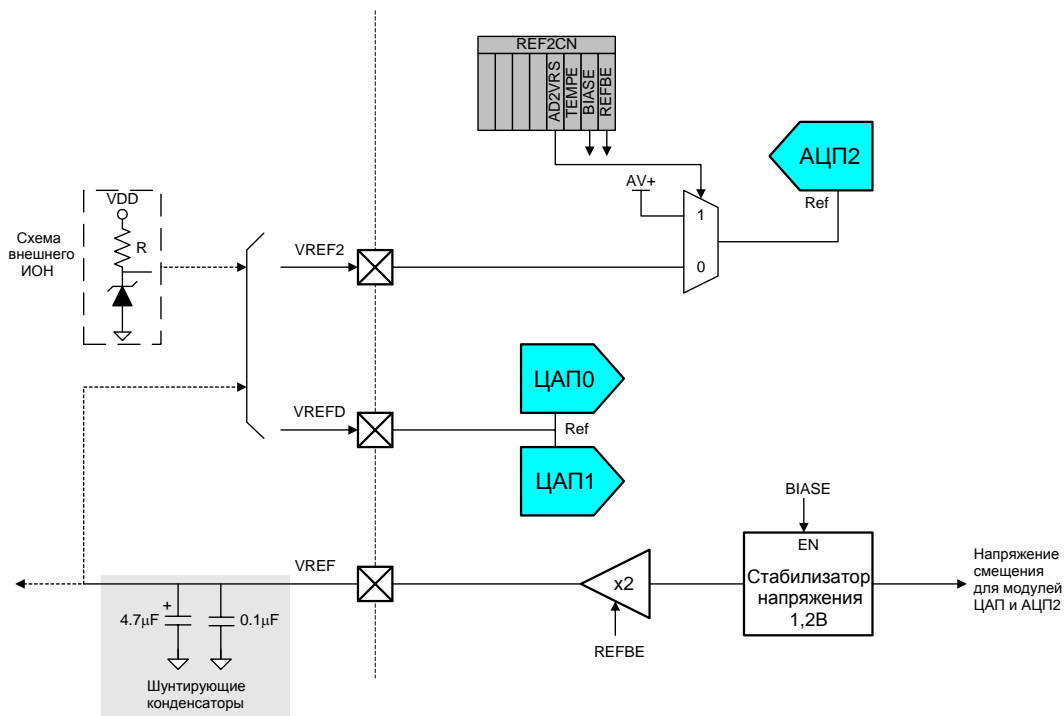 REF2CN
AD2VRS
TEMPE
BIASE
REFBE
АЦП2
Ref
AV+
1
0
VDD
R
Схема
внешнего
ИОН
VREF2
ЦАП0
VREFD
Ref
ЦАП1
BIASE
EN
Стабилизатор
напряжения
1,2В
Напряжение
смещения
для модулей
ЦАП и АЦП2
VREF
x2
REFBE
+
4.7µF
0.1µF
Шунтирующие
конденсаторы